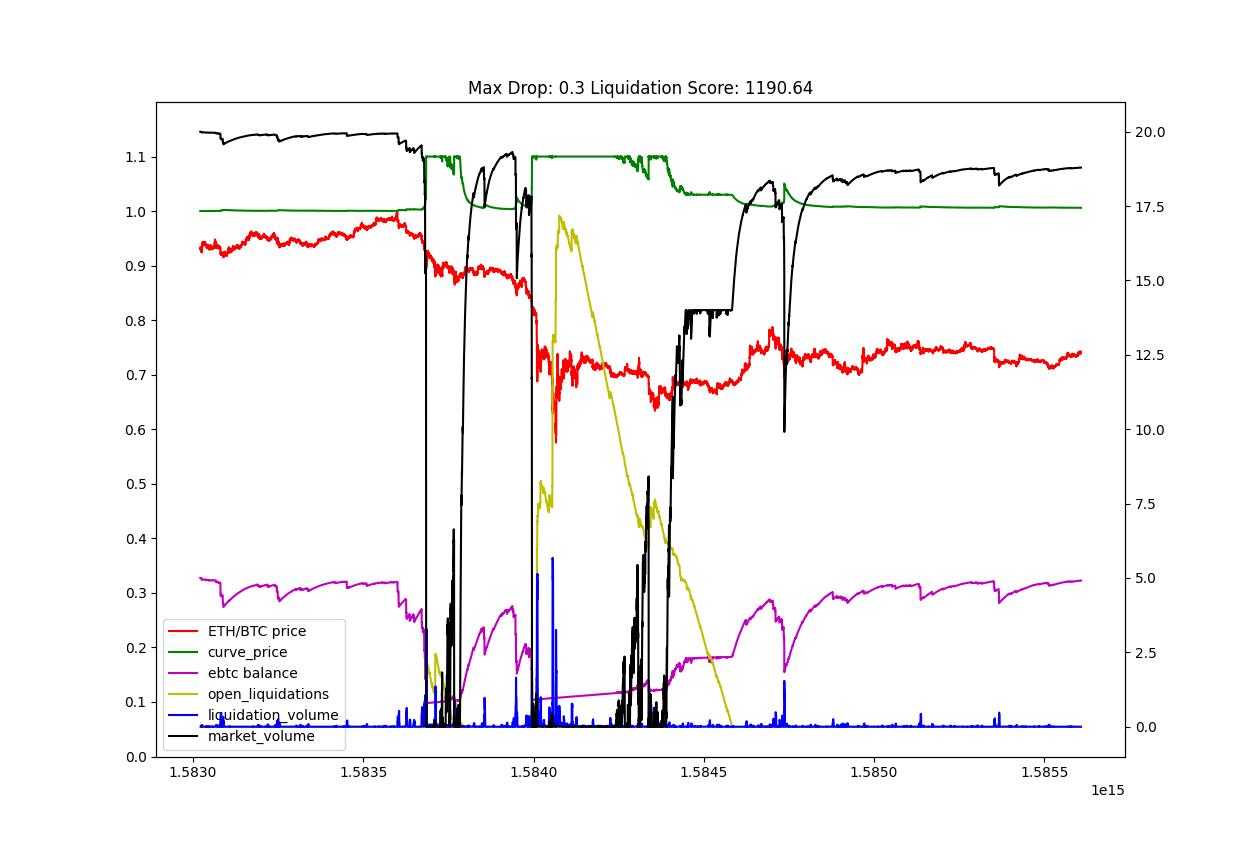 Max Drop: 0.3 Liquidation Score: 1190.64
1.1
1.0
0.9
0.8
0.7
0.6
0.5
0.4
0.3
0.2
0.1
0.0
20.0
17.5
15.0
12.5
10.0
7.5
5.0
2.5
0.0
ETH/BTC price
curve_price
ebtc balance
open_liquidations
liquidation_volume
market_volume
1.5830 1.5835 1.5840 1.5845 1.5850 1.5855
1e15